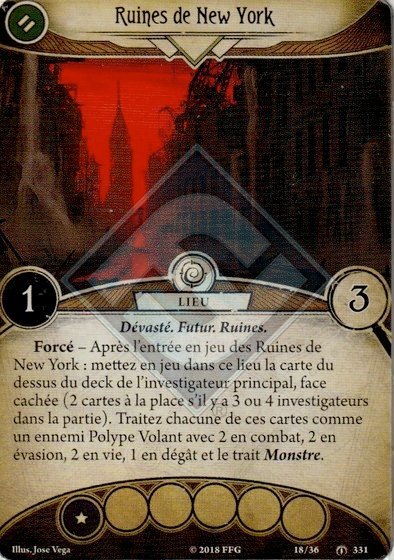 Ruines de New York
1
LIEU
3
Dévasté. Futur. Ruines.
Forcé – Après l'entrée en jeu des Ruines de
New York : mettez en jeu dans ce lieu la carte du
dessus du deck de l'investigateur principal, face
cachée (2 cartes à la place s'il y a 3 ou 4 investigateurs
dans la partie). Traitez chacune de ces cartes comme
un ennemi Polype Volant avec 2 en combat, 2 en
évasion, 2 en vie, 1 en dégât et le trait Monstre.
Illus. Jose Vega
© 2018 FFG
18/36
331